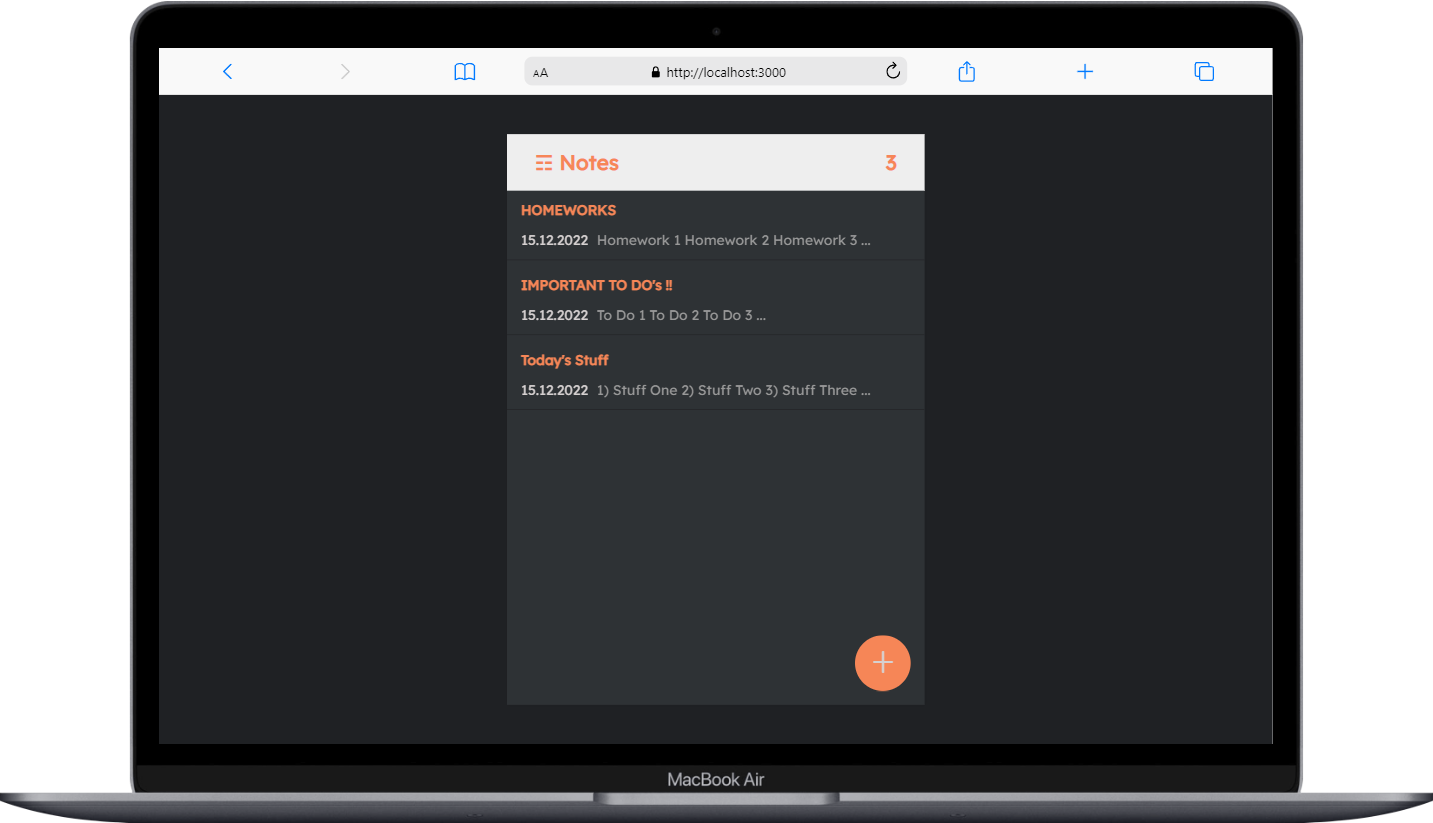 AA http://localhost:3000
Notes 3
HOMEWORKS
15.12.2022 Homework 1 Homework 2 Homework 3 ...
IMPORTANT TO DO's !!
15.12.2022 To Do 1 To Do 2 To Do 3 ...
Today's Stuff
15.12.2022 1) Stuff One 2) Stuff Two 3) Stuff Three ...
MacBook Air